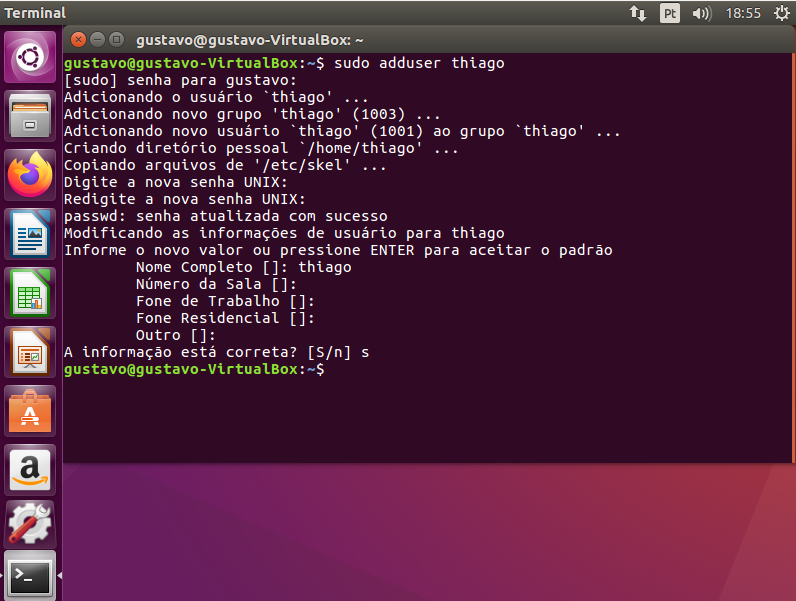 Terminal
Pt
18:55
gustavo@gustavo-VirtualBox: ~
gustavo@gustavo-VirtualBox:~$ sudo adduser thiago
[sudo] senha para gustavo:
Adicionando o usuário `thiago' ...
Adicionando novo grupo 'thiago' (1003) ...
Adicionando novo usuário `thiago' (1001) ao grupo `thiago' ...
Criando diretório pessoal `/home/thiago' ...
Copiando arquivos de '/etc/skel' ...
Digite a nova senha UNIX:
Redigite a nova senha UNIX:
passwd: senha atualizada com sucesso
Modificando as informações de usuário para thiago
Informe o novo valor ou pressione ENTER para aceitar o padrão
Nome Completo []: thiago
Número da Sala []:
Fone de Trabalho []:
Fone Residencial []:
Outro []:
A informação está correta? [S/n] s
gustavo@gustavo-VirtualBox:~$